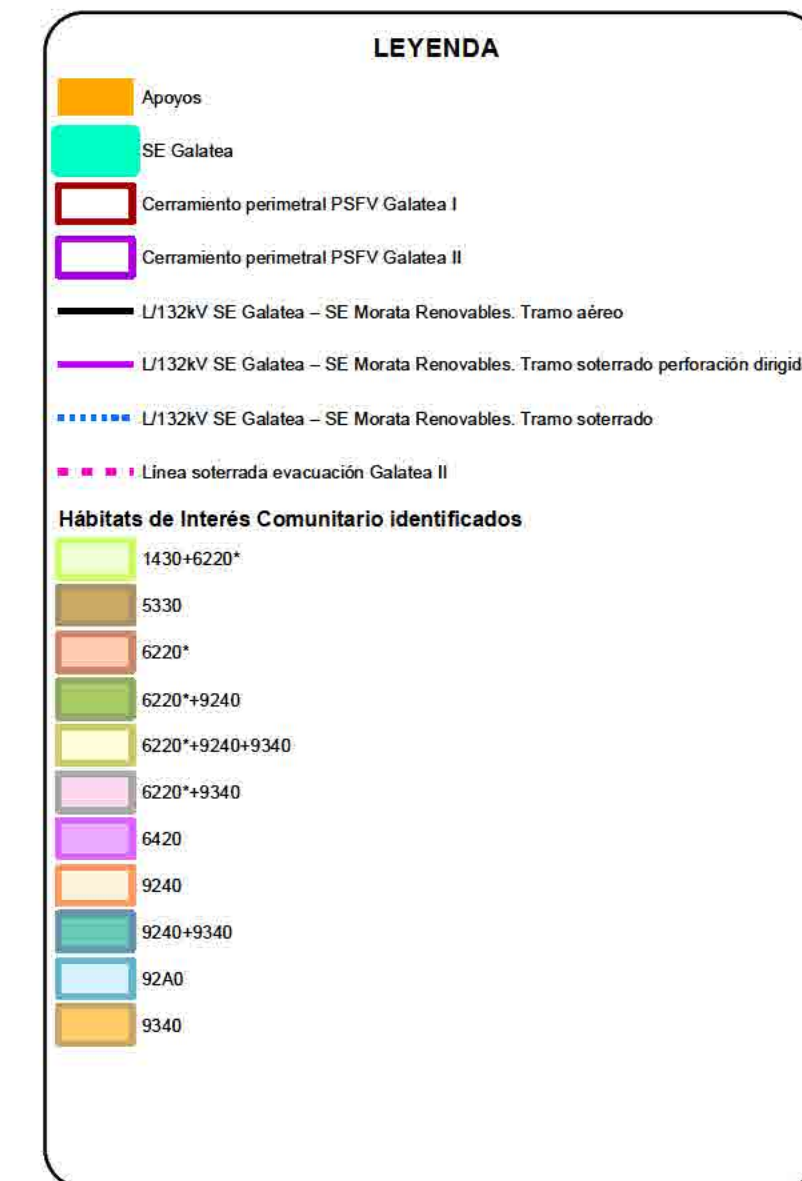 LEYENDA
Apoyos
SE Galatea
Cerramiento perimetral PSFV Galatea I
Cerramiento perimetral PSFV Galatea II
L/132kV SE Galatea – SE Morata Renovables. Tramo aéreo
L/132kV SE Galatea – SE Morata Renovables. Tramo soterrado perforación dirigid
L/132kV SE Galatea – SE Morata Renovables. Tramo soterrado
Línea soterrada evacuación Galatea II
Hábitats de Interés Comunitario identificados
1430+6220*
5330
6220*
6220*+9240
6220*+9240+9340
6220*+9340
6420
9240
9240+9340
92A0
9340